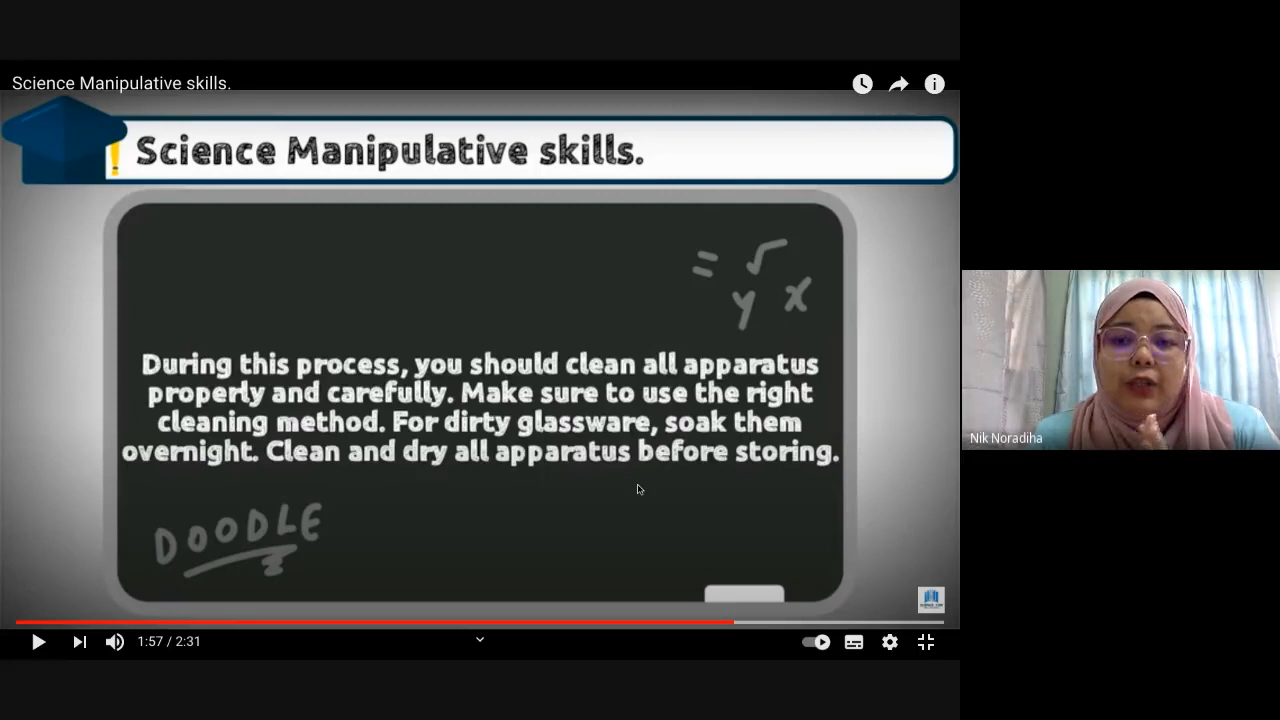 Science Manipulative skills.
! Science Manipulative skills.
= √
y x
During this process, you should clean all apparatus
properly and carefully. Make sure to use the right
cleaning method. For dirty glassware, soak them
overnight. Clean and dry all apparatus before storing.
DOODLE
Nik Noradiha
1:57 / 2:31